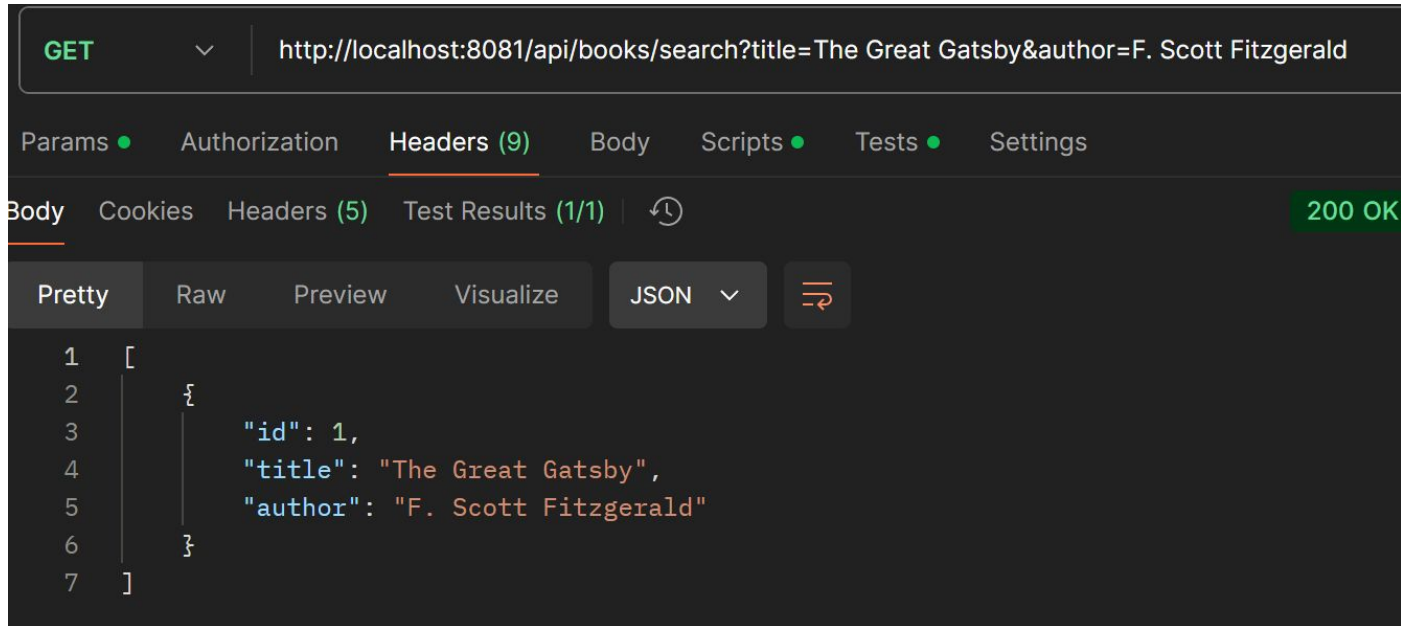 GET http://localhost:8081/api/books/search?title=The Great Gatsby&author=F. Scott Fitzgerald
Params Authorization Headers (9) Body Scripts Tests Settings
Body Cookies Headers (5) Test Results (1/1) 200 OK
Pretty Raw Preview Visualize JSON
1 [
2 {
3 "id": 1,
4 "title": "The Great Gatsby",
5 "author": "F. Scott Fitzgerald"
6 }
7 ]